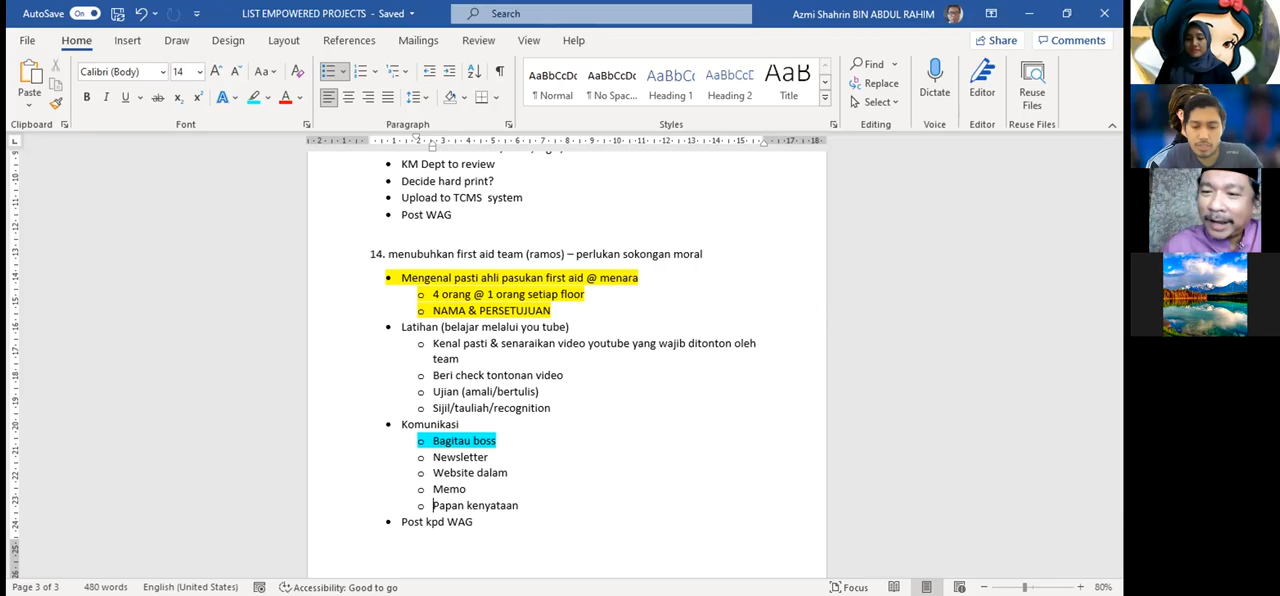 AutoSave On LIST EMPOWERED PROJECTS - Saved Search Azmi Shahrin BIN ABDUL RAHIM
File Home Insert Draw Design Layout References Mailings Review View Help Share Comments
Paste Calibri (Body) 14 A A Aa A AaBbCcDc AaBbCcDc AaBbCc AaBbCcD AaB Find Dictate Editor Reuse Files
Replace
B I U ab x₂ x² A A ¶ Normal ¶ No Spac... Heading 1 Heading 2 Title Select
Clipboard Font Paragraph Styles Editing Voice Editor Reuse Files
• KM Dept to review
• Decide hard print?
• Upload to TCMS system
• Post WAG
14. menubuhkan first aid team (ramos) – perlukan sokongan moral
• Mengenal pasti ahli pasukan first aid @ menara
o 4 orang @ 1 orang setiap floor
o NAMA & PERSETUJUAN
• Latihan (belajar melalui you tube)
o Kenal pasti & senaraikan video youtube yang wajib ditonton oleh
team
o Beri check tontonan video
o Ujian (amali/bertulis)
o Sijil/tauliah/recognition
• Komunikasi
o Bagitau boss
o Newsletter
o Website dalam
o Memo
o Papan kenyataan
• Post kpd WAG
Page 3 of 3 480 words English (United States) Accessibility: Good to go Focus 80%